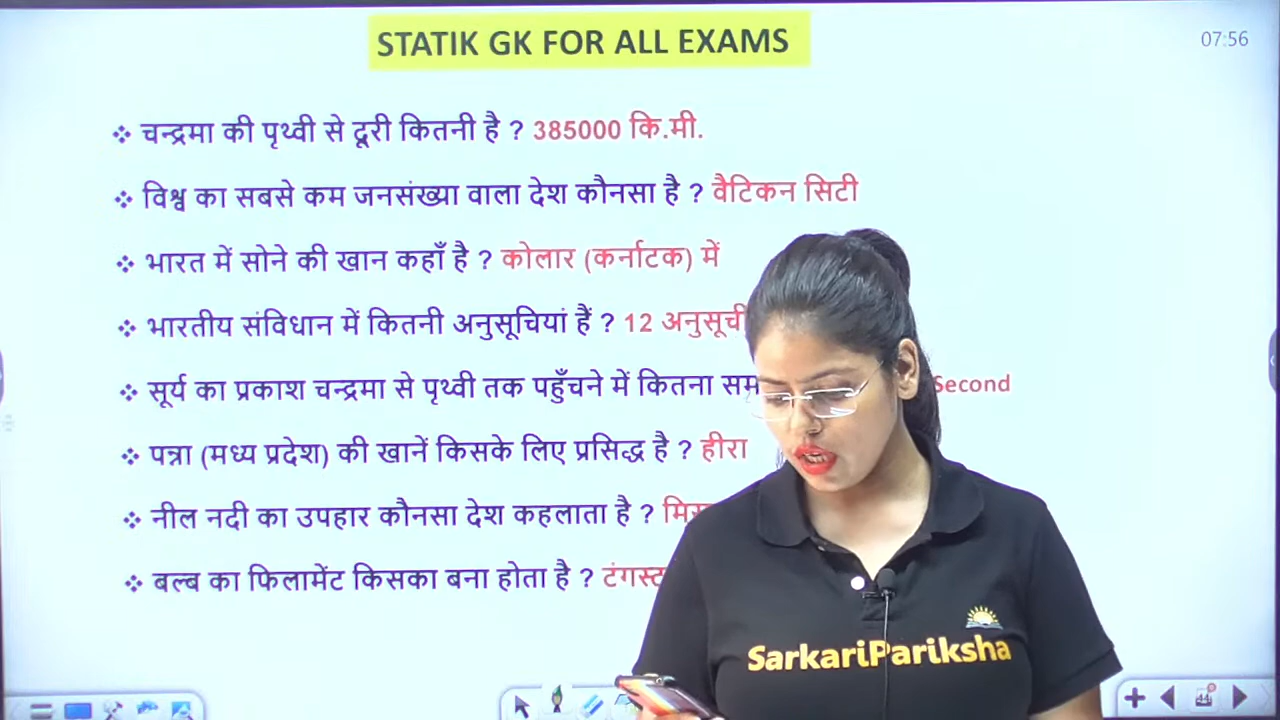 STATIK GK FOR ALL EXAMS
07:56
❖ चन्द्रमा की पृथ्वी से दूरी कितनी है ? 385000 कि.मी.
❖ विश्व का सबसे कम जनसंख्या वाला देश कौनसा है ? वैटिकन सिटी
❖ भारत में सोने की खान कहाँ है ? कोलार (कर्नाटक) में
❖ भारतीय संविधान में कितनी अनुसूचियां हैं ? 12 अनुसूची
❖ सूर्य का प्रकाश चन्द्रमा से पृथ्वी तक पहुँचने में कितना Second
❖ पन्ना (मध्य प्रदेश) की खानें किसके लिए प्रसिद्ध है ? हीरा
❖ नील नदी का उपहार कौनसा देश कहलाता है ?
❖ बल्ब का फिलामेंट किसका बना होता है ?
SarkariPariksha
44